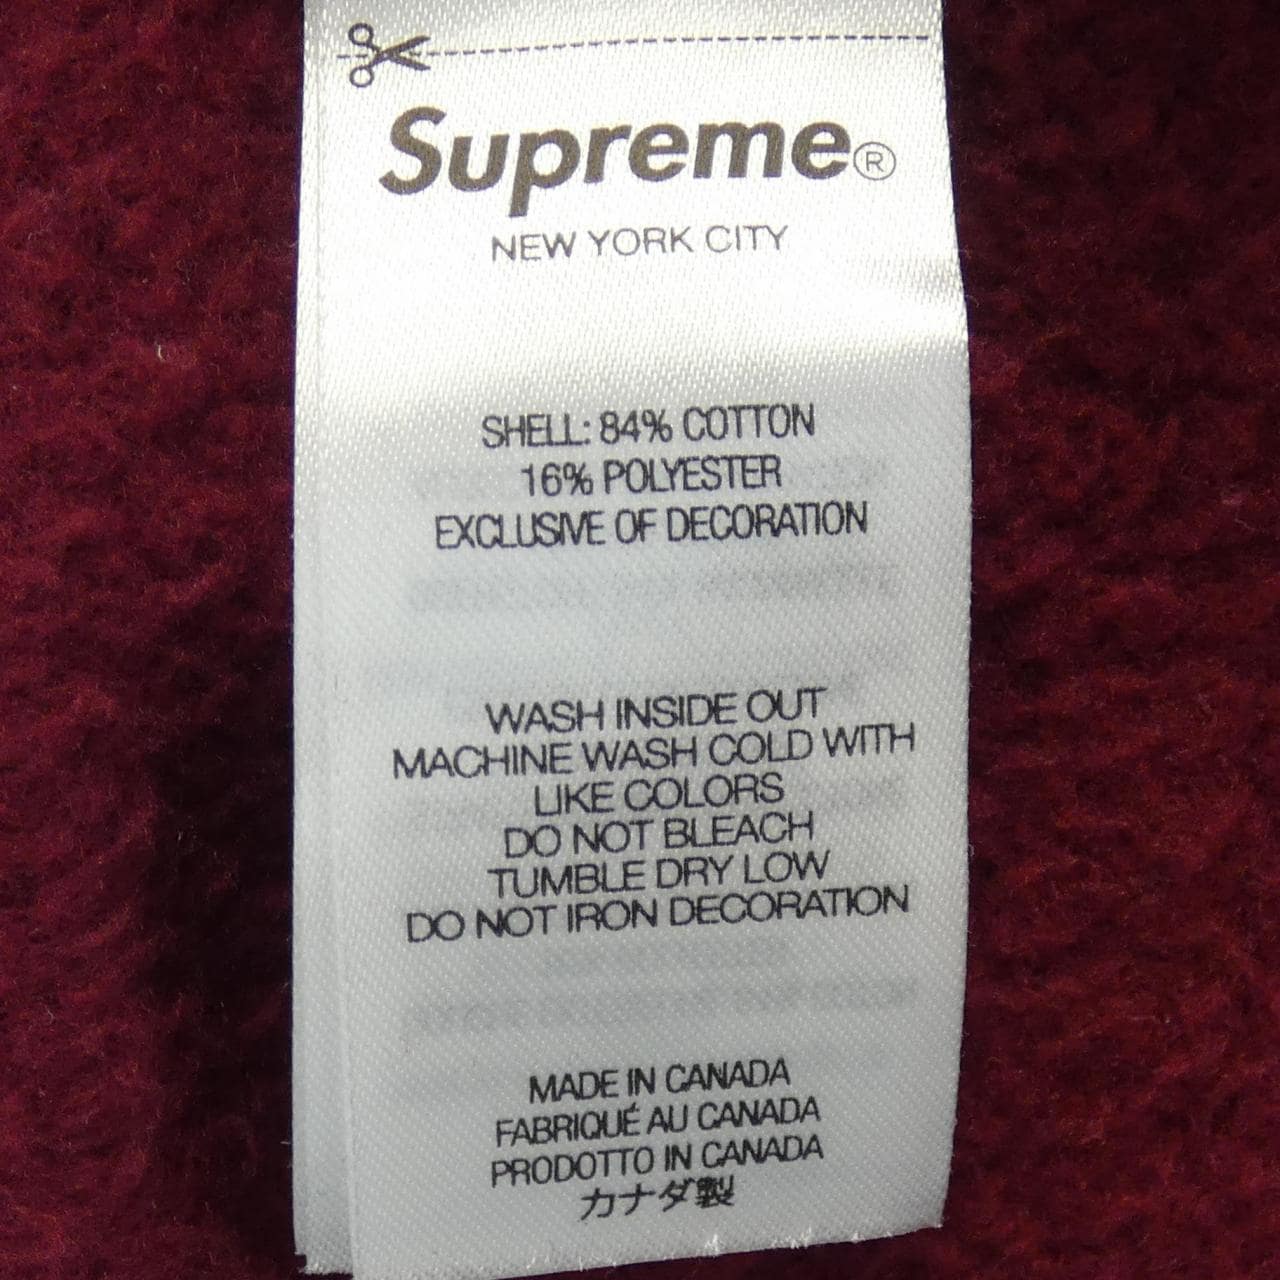 Supreme®
NEW YORK CITY
SHELL: 84% COTTON
16% POLYESTER
EXCLUSIVE OF DECORATION
WASH INSIDE OUT
MACHINE WASH COLD WITH
LIKE COLORS
DO NOT BLEACH
TUMBLE DRY LOW
DO NOT IRON DECORATION
MADE IN CANADA
FABRIQUÉ AU CANADA
PRODOTTO IN CANADA
カナダ製